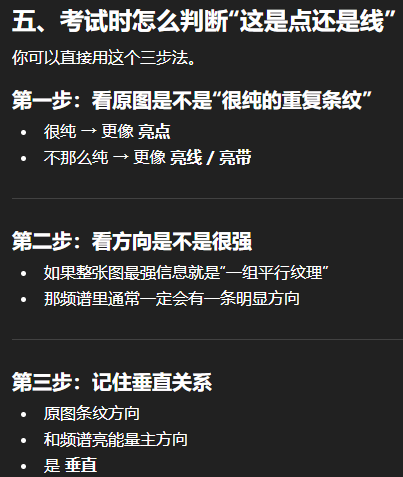 五、考试时怎么判断“这是点还是线”
你可以直接用这个三步法。
第一步：看原图是不是“很纯的重复条纹”
• 很纯 → 更像 亮点
• 不那么纯 → 更像 亮线 / 亮带
第二步：看方向是不是很强
• 如果整张图最强信息就是“一组平行纹理”
• 那频谱里通常一定会有一条明显方向
第三步：记住垂直关系
• 原图条纹方向
• 和频谱亮能量主方向
• 是 垂直